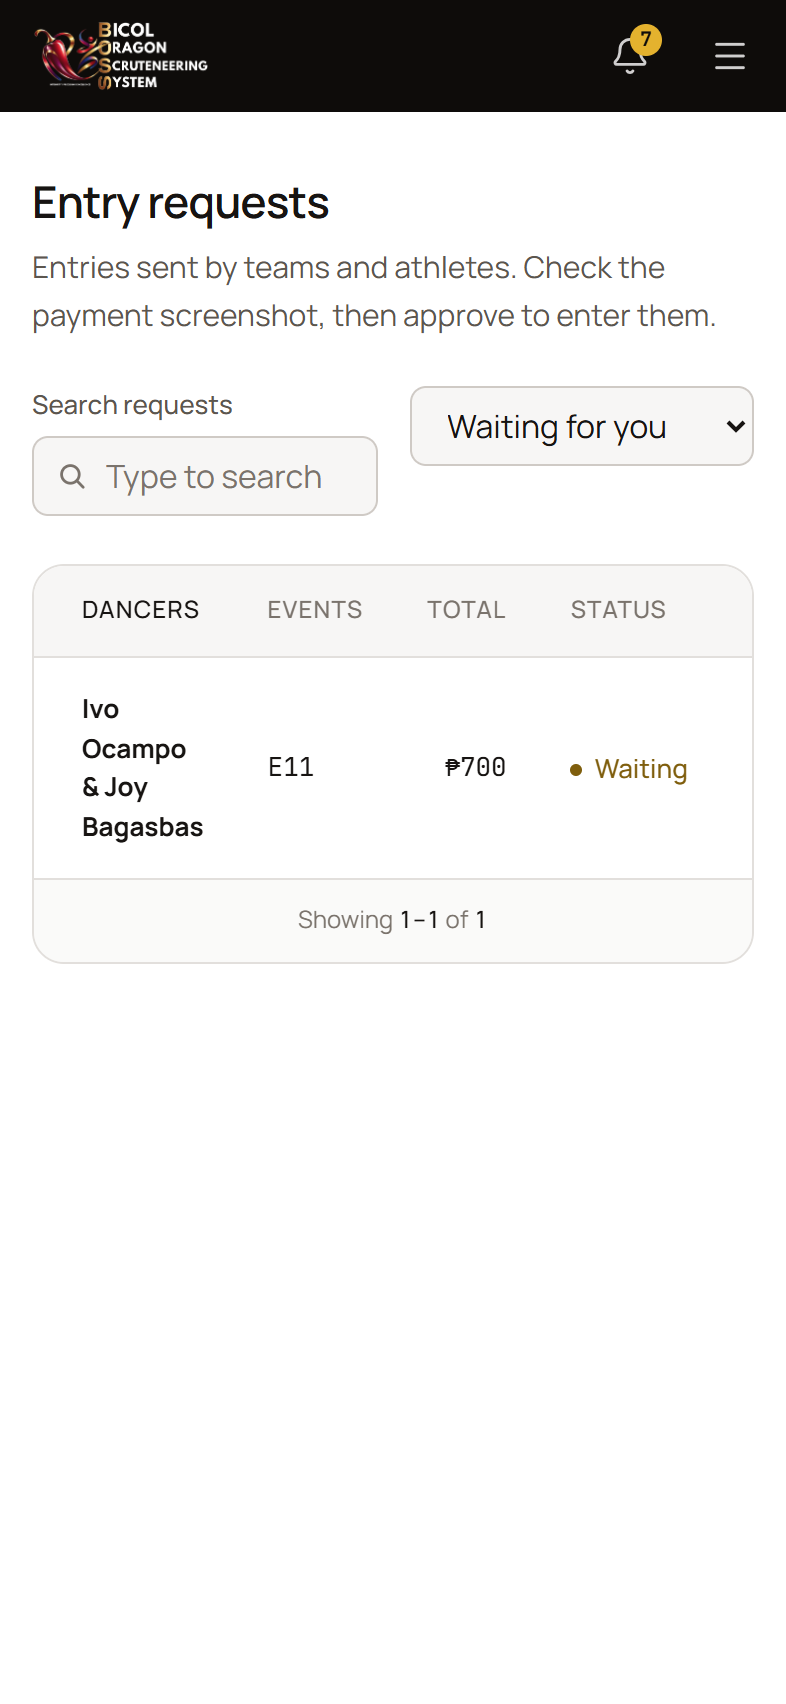 BICOL
DRAGON
SCRUTENEERING
SYSTEM
7
Entry requests
Entries sent by teams and athletes. Check the
payment screenshot, then approve to enter them.
Search requests
Type to search
Waiting for you
DANCERS EVENTS TOTAL STATUS
Ivo
Ocampo
& Joy
Bagasbas
E11 ₱700 Waiting
Showing 1–1 of 1